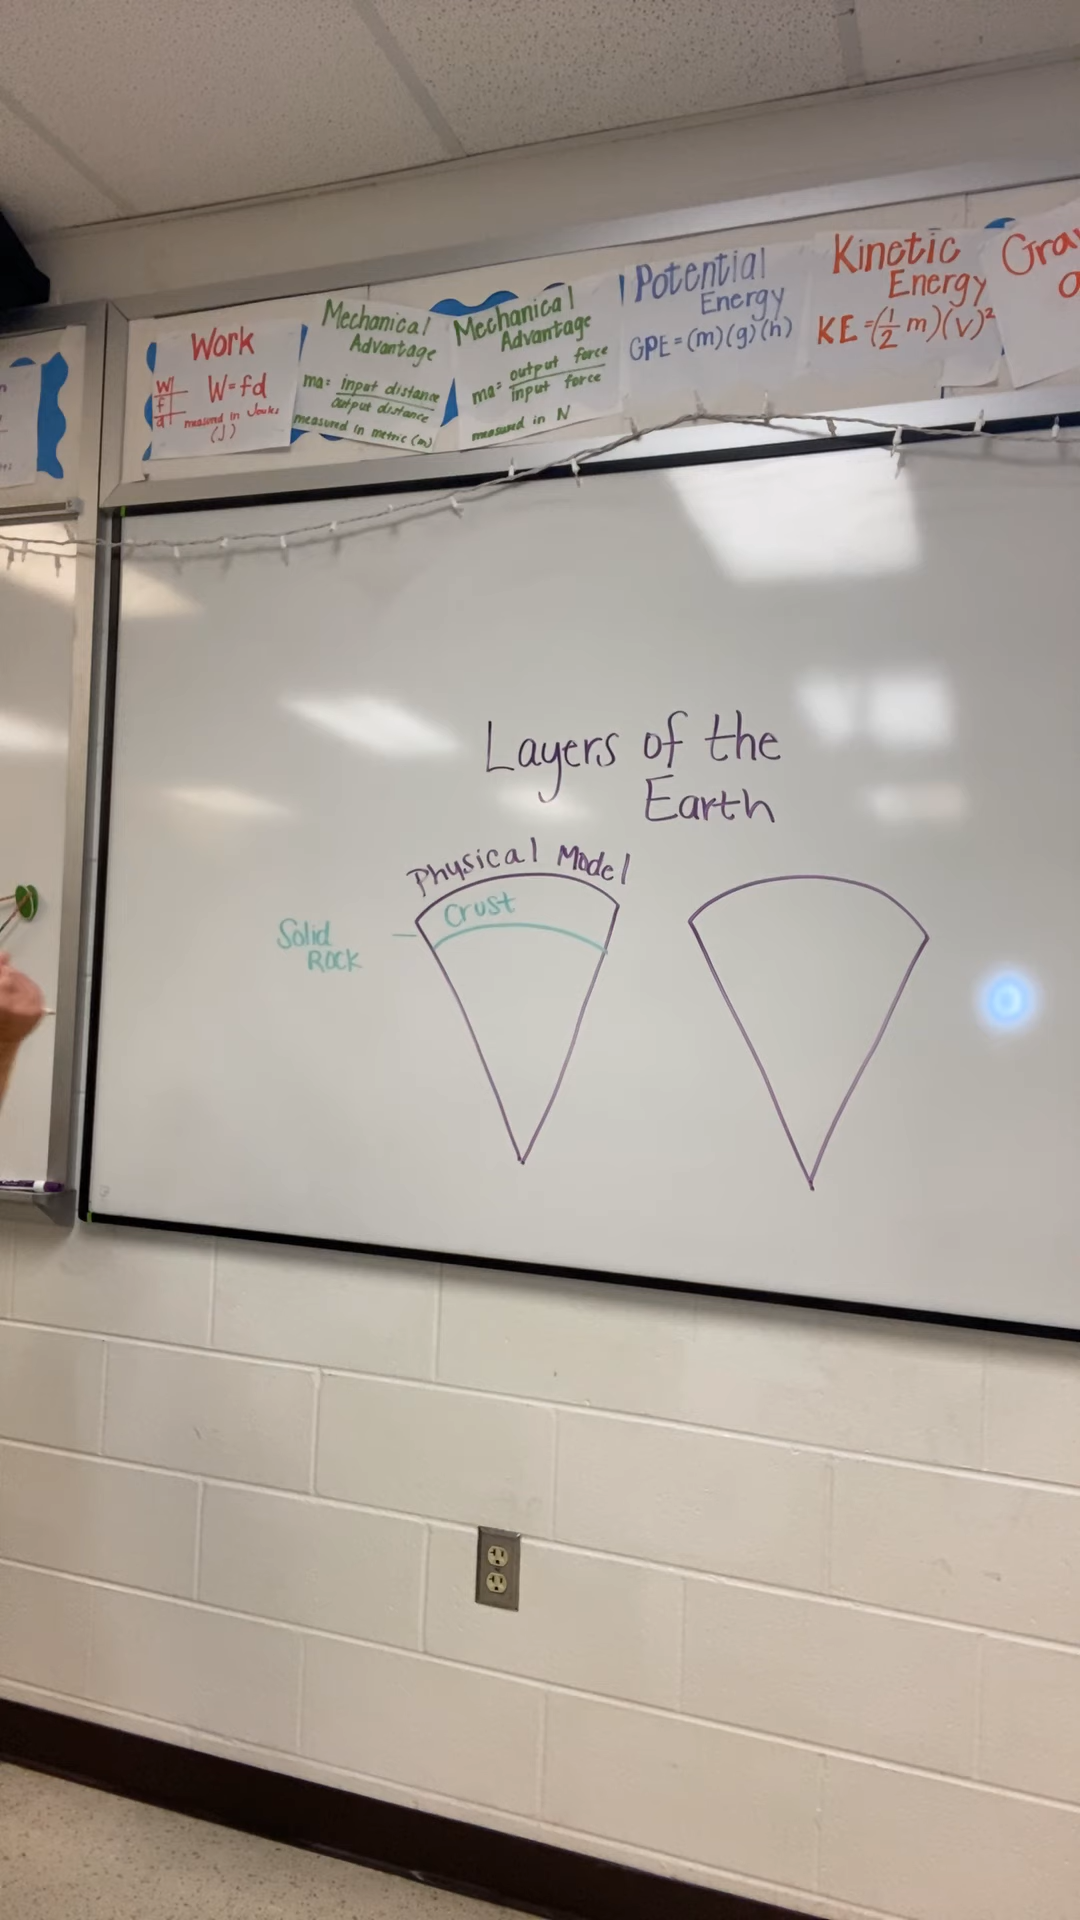 Work
W
f
d
W=fd
measured in Joules
(J)
Mechanical
Advantage
ma= input distance
output distance
measured in metric (m)
Mechanical
Advantage
ma= output force
input force
measured in N
Potential
Energy
GPE=(m)(g)(h)
Kinetic
Energy
KE=(½m)(v)²
Layers of the
Earth
Physical Model
Crust
Solid
Rock